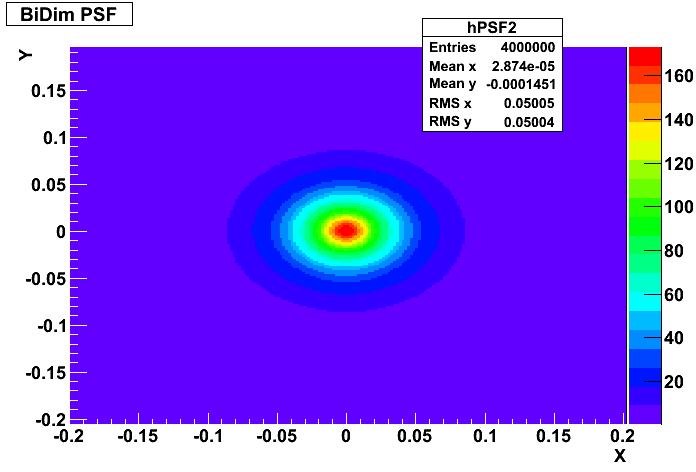 BiDim PSF
hPSF2
Entries 4000000
Mean x 2.874e-05
Mean y -0.0001451
RMS x 0.05005
RMS y 0.05004
Y
0.15
0.1
0.05
0
-0.05
-0.1
-0.15
-0.2
-0.2 -0.15 -0.1 -0.05 0 0.05 0.1 0.15 0.2
X
160
140
120
100
80
60
40
20